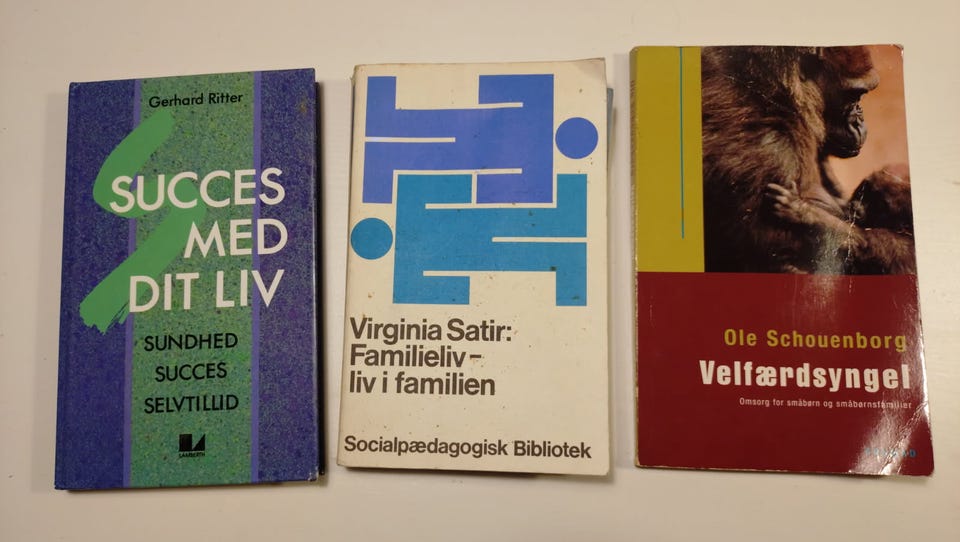 Gerhard Ritter
SUCCES
MED
DIT LIV
SUNDHED
SUCCES
SELVTILLID
LAMBERTH
Virginia Satir:
Familieliv–
liv i familien
Socialpædagogisk Bibliotek
Ole Schouenborg
Velfærdsyngel
Omsorg for småbørn og småbørnsfamilier